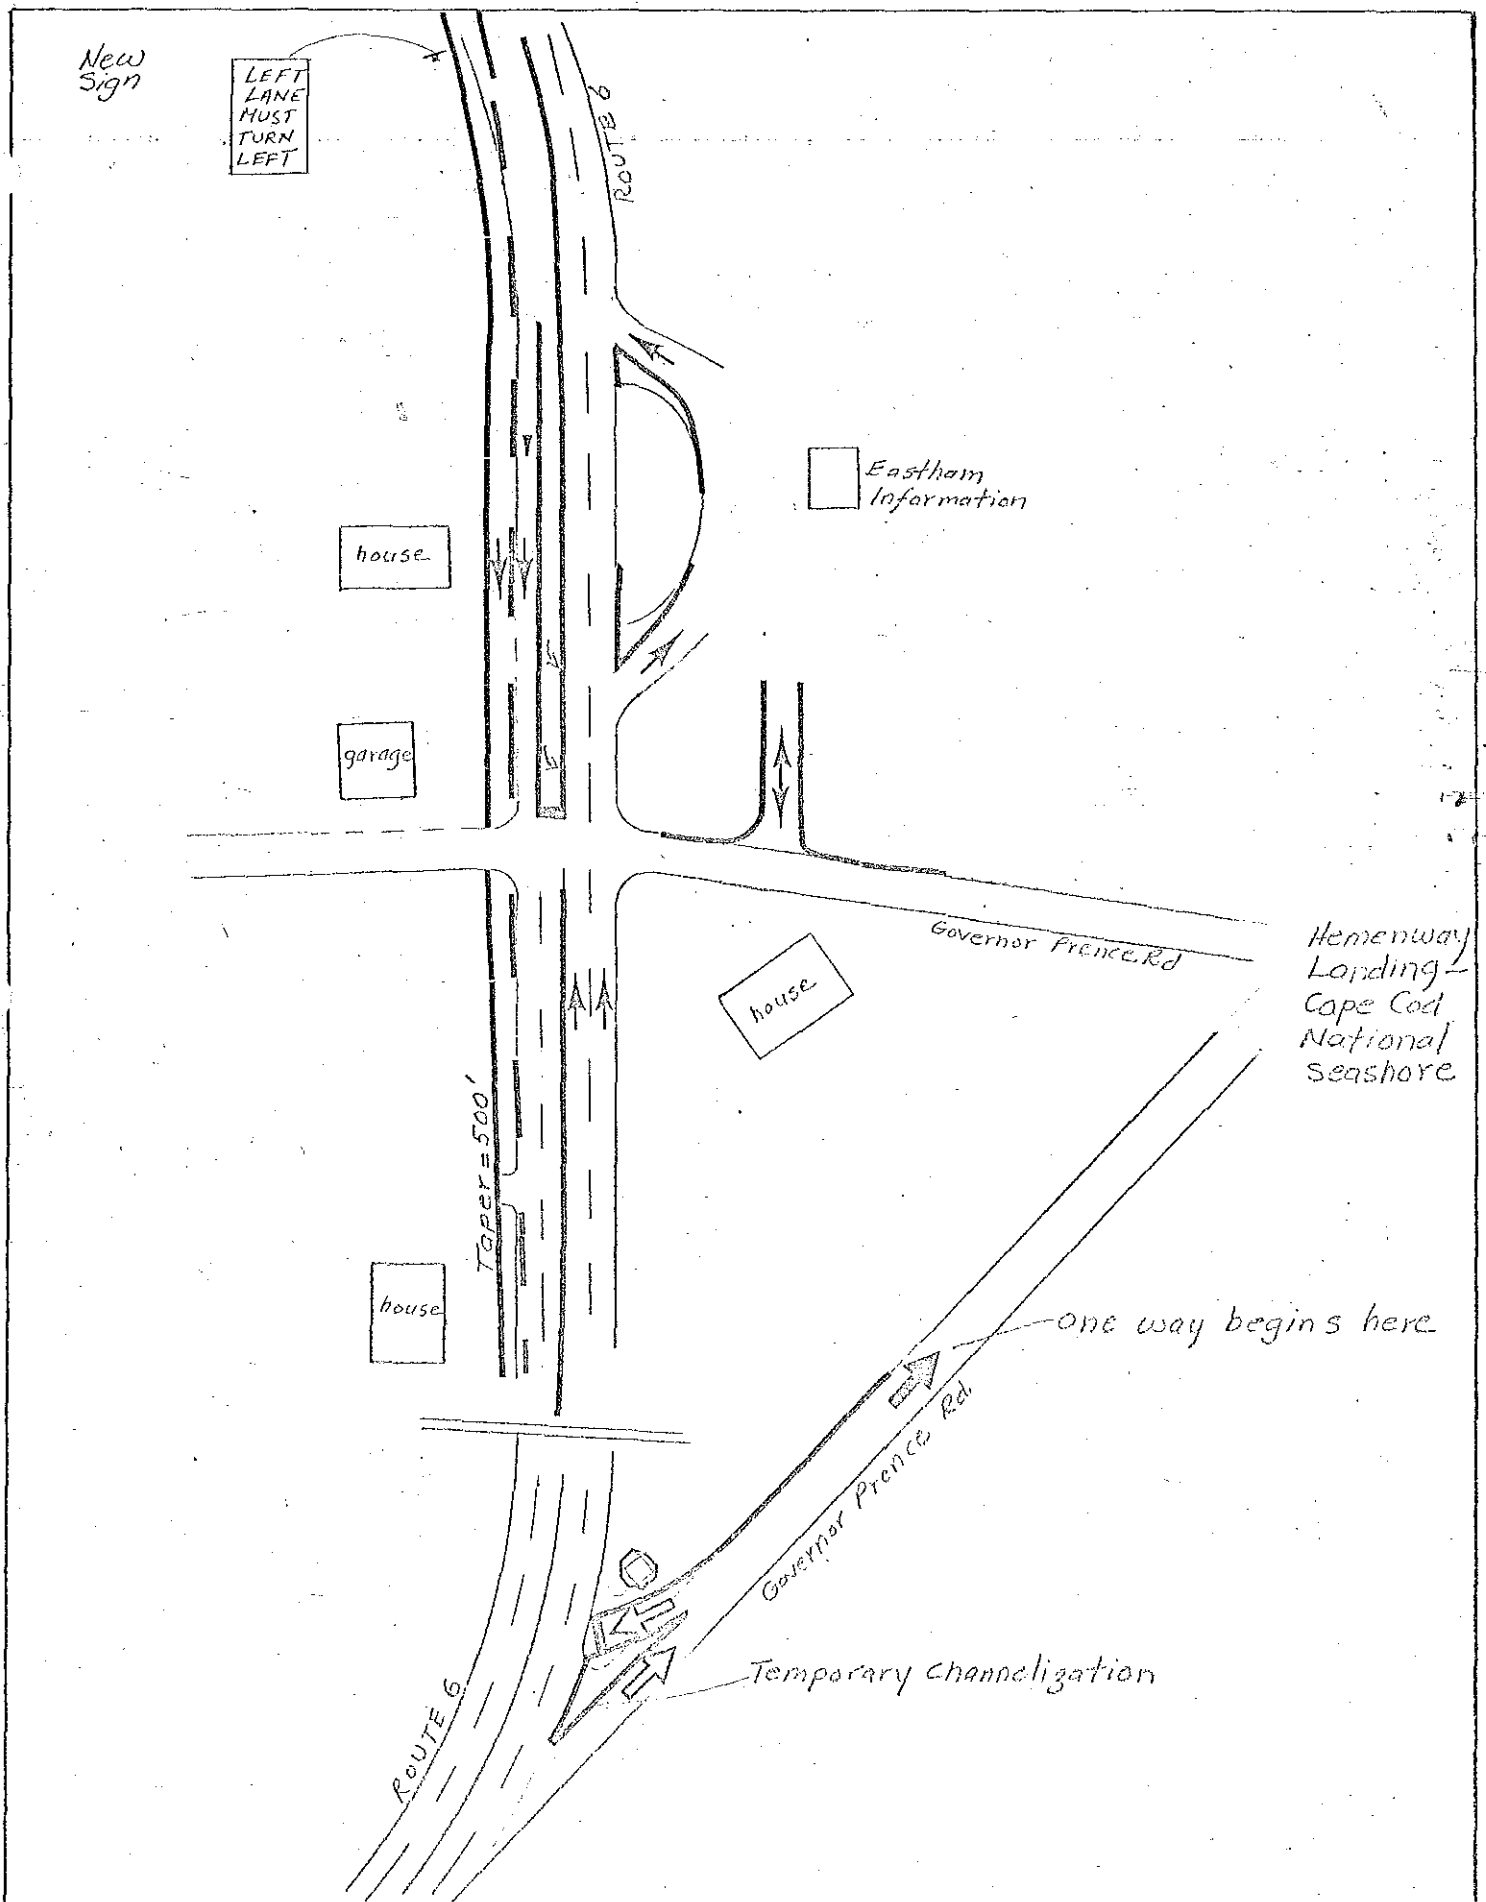 New
Sign
LEFT
LANE
MUST
TURN
LEFT
ROUTE 6
Eastham
Information
house
garage
Governor Prence Rd
Hemenway
Landing -
Cape Cod
National
Seashore
house
Taper = 500'
house
one way begins here
Governor Prence Rd.
Temporary Channelization
ROUTE 6